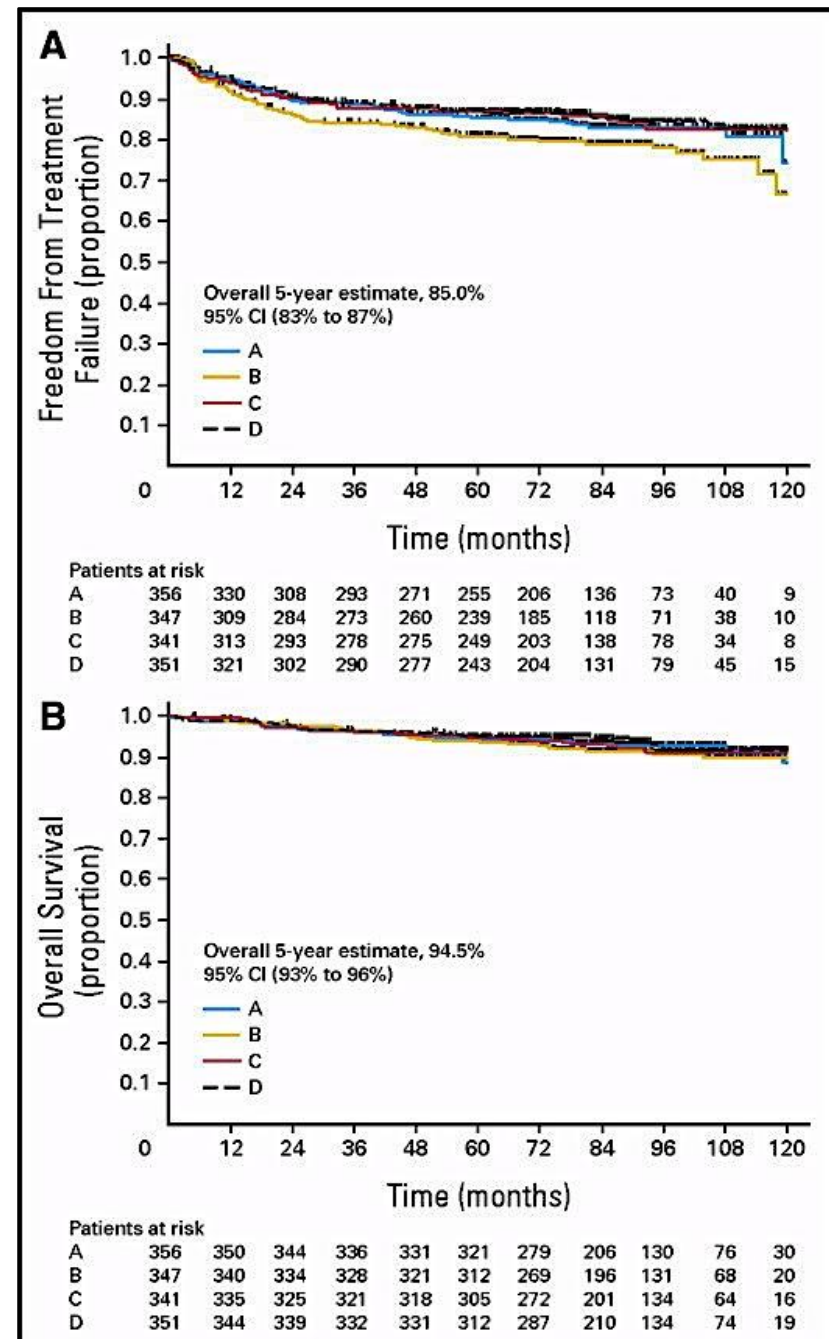 A
Freedom From Treatment
Failure (proportion)
1.0
0.9
0.8
0.7
0.6
0.5
0.4
0.3
0.2
0.1
Overall 5-year estimate, 85.0%
95% CI (83% to 87%)
A
B
C
D
0 12 24 36 48 60 72 84 96 108 120
Time (months)
Patients at risk
A 356 330 308 293 271 255 206 136 73 40 9
B 347 309 284 273 260 239 185 118 71 38 10
C 341 313 293 278 275 249 203 138 78 34 8
D 351 321 302 290 277 243 204 131 79 45 15
B
Overall Survival
(proportion)
1.0
0.9
0.8
0.7
0.6
0.5
0.4
0.3
0.2
0.1
Overall 5-year estimate, 94.5%
95% CI (93% to 96%)
A
B
C
D
0 12 24 36 48 60 72 84 96 108 120
Time (months)
Patients at risk
A 356 350 344 336 331 321 279 206 130 76 30
B 347 340 334 328 321 312 269 196 131 68 20
C 341 335 325 321 318 305 272 201 134 64 16
D 351 344 339 332 331 312 287 210 134 74 19